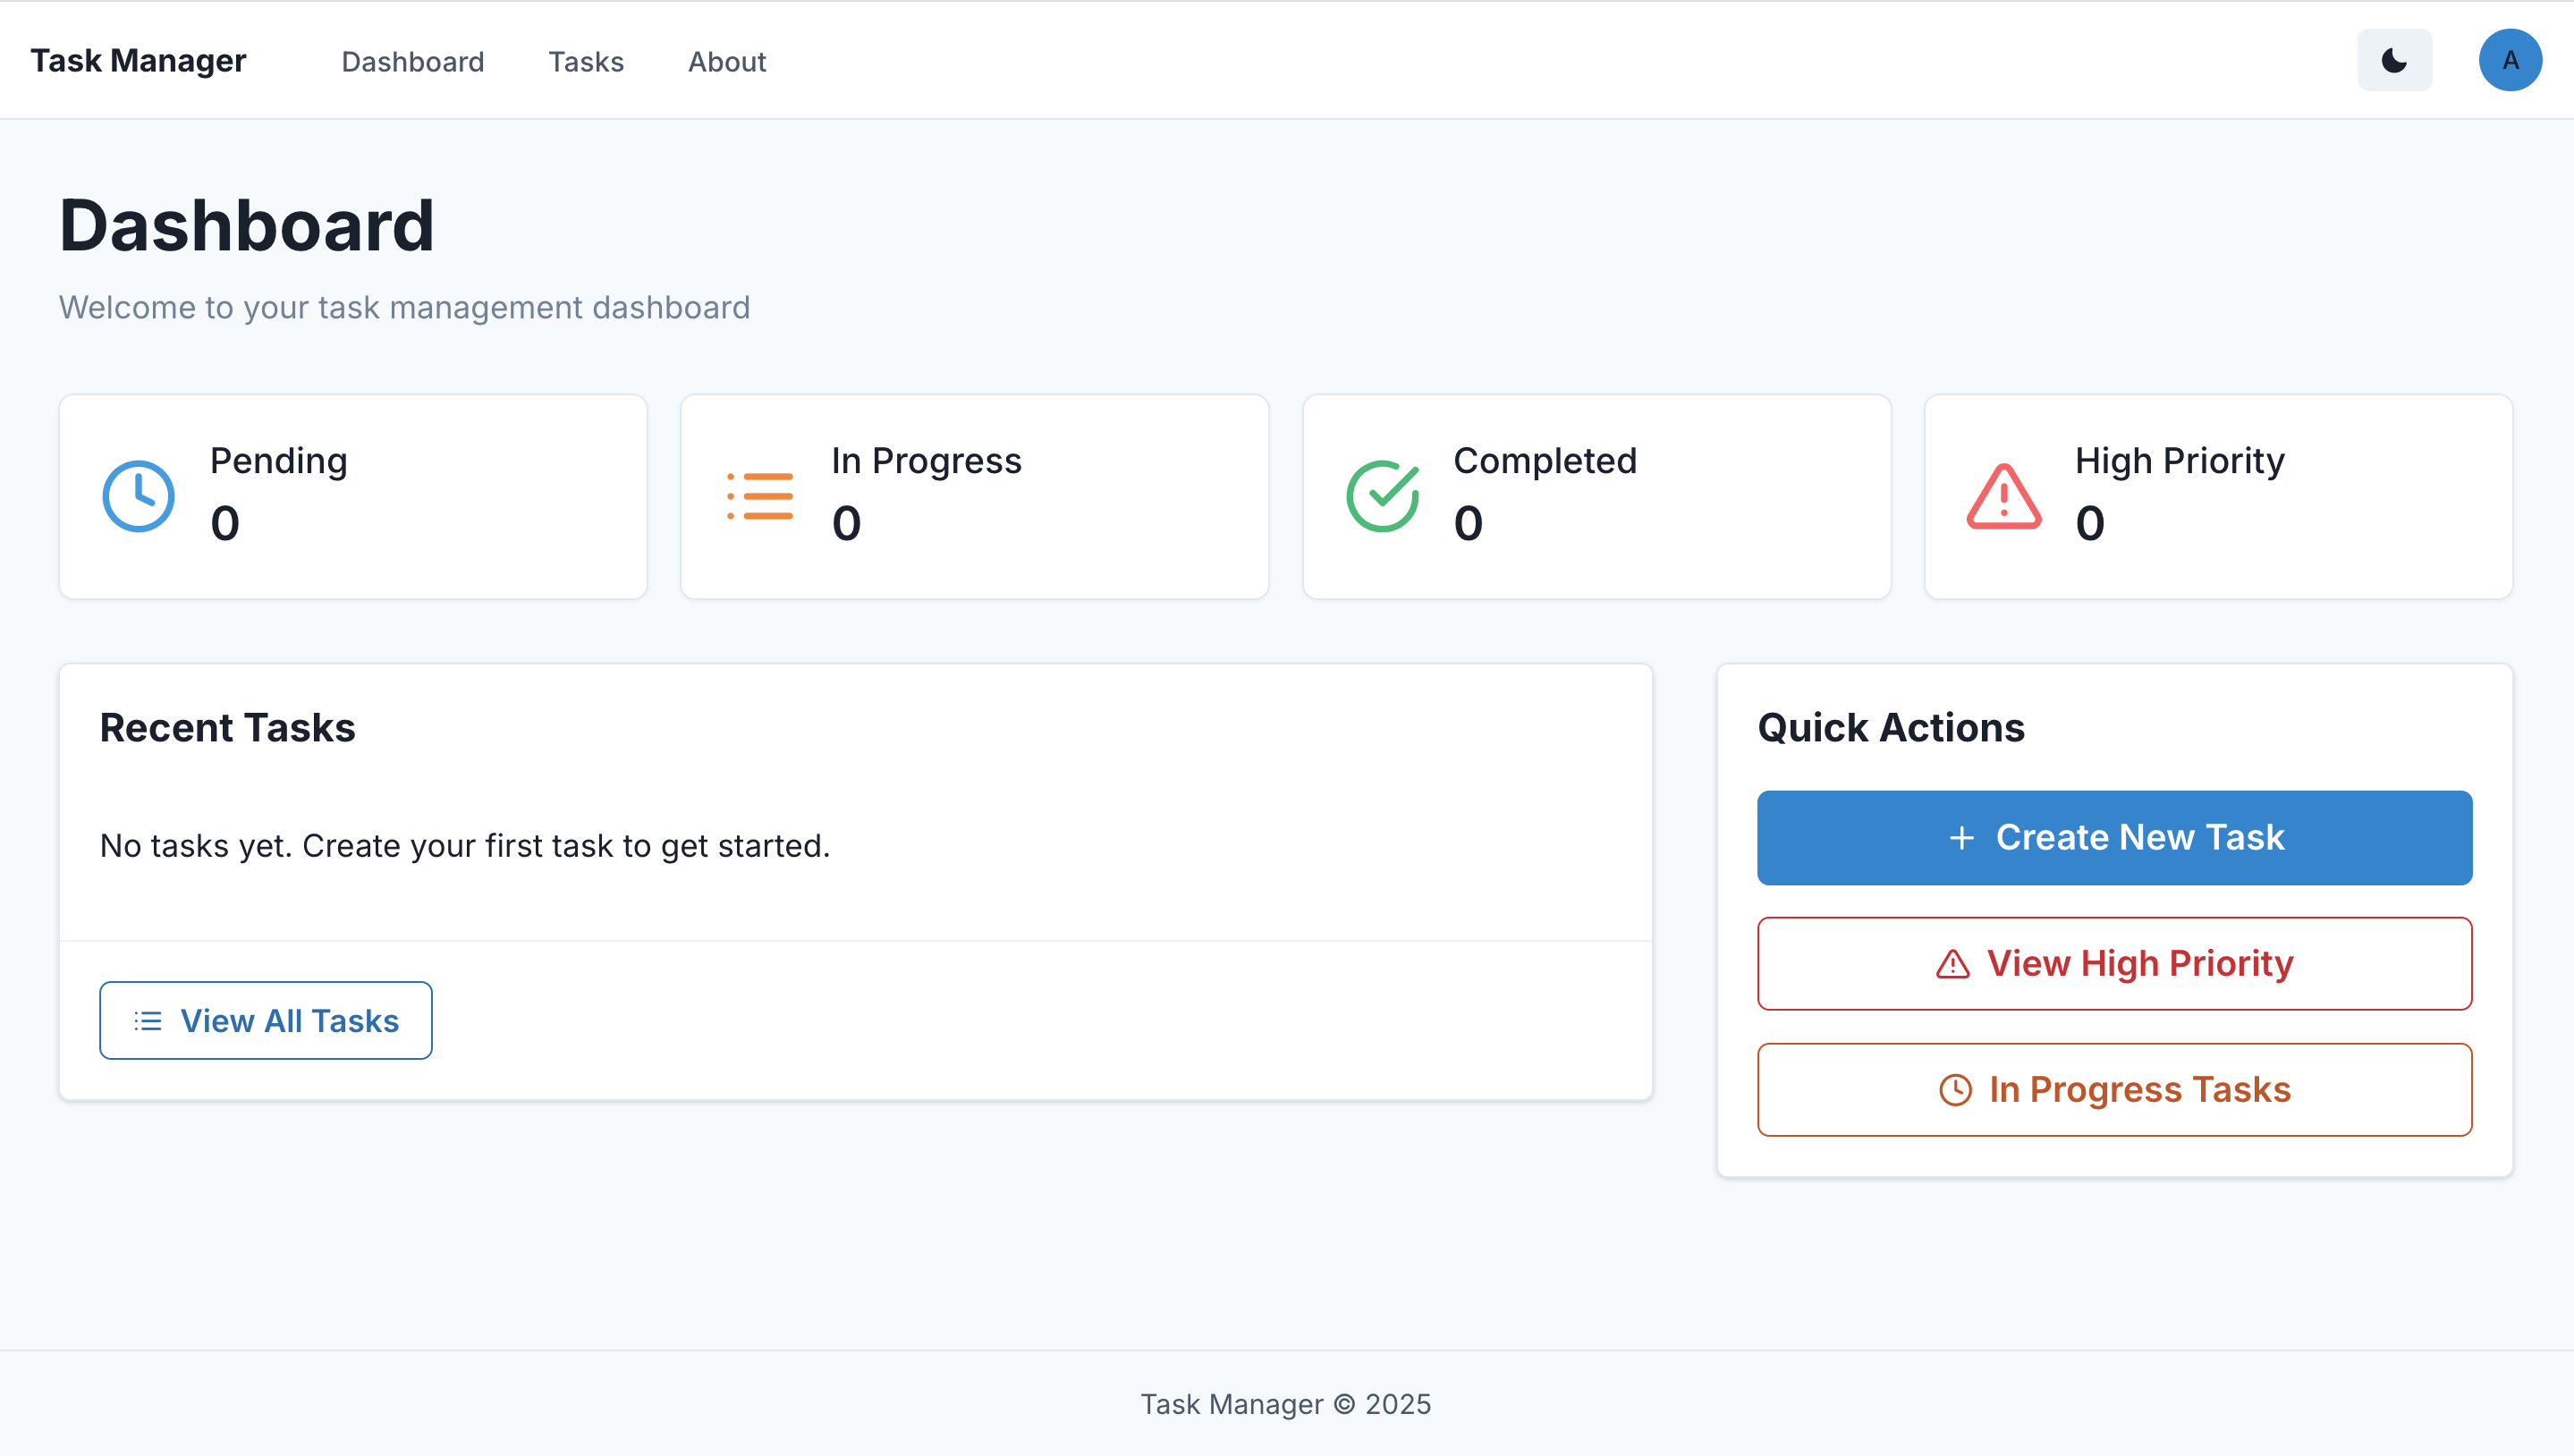 Task Manager
Dashboard
Tasks
About
A
Dashboard
Welcome to your task management dashboard
Pending
0
In Progress
0
Completed
0
High Priority
0
Recent Tasks
No tasks yet. Create your first task to get started.
View All Tasks
Quick Actions
Create New Task
View High Priority
In Progress Tasks
Task Manager © 2025